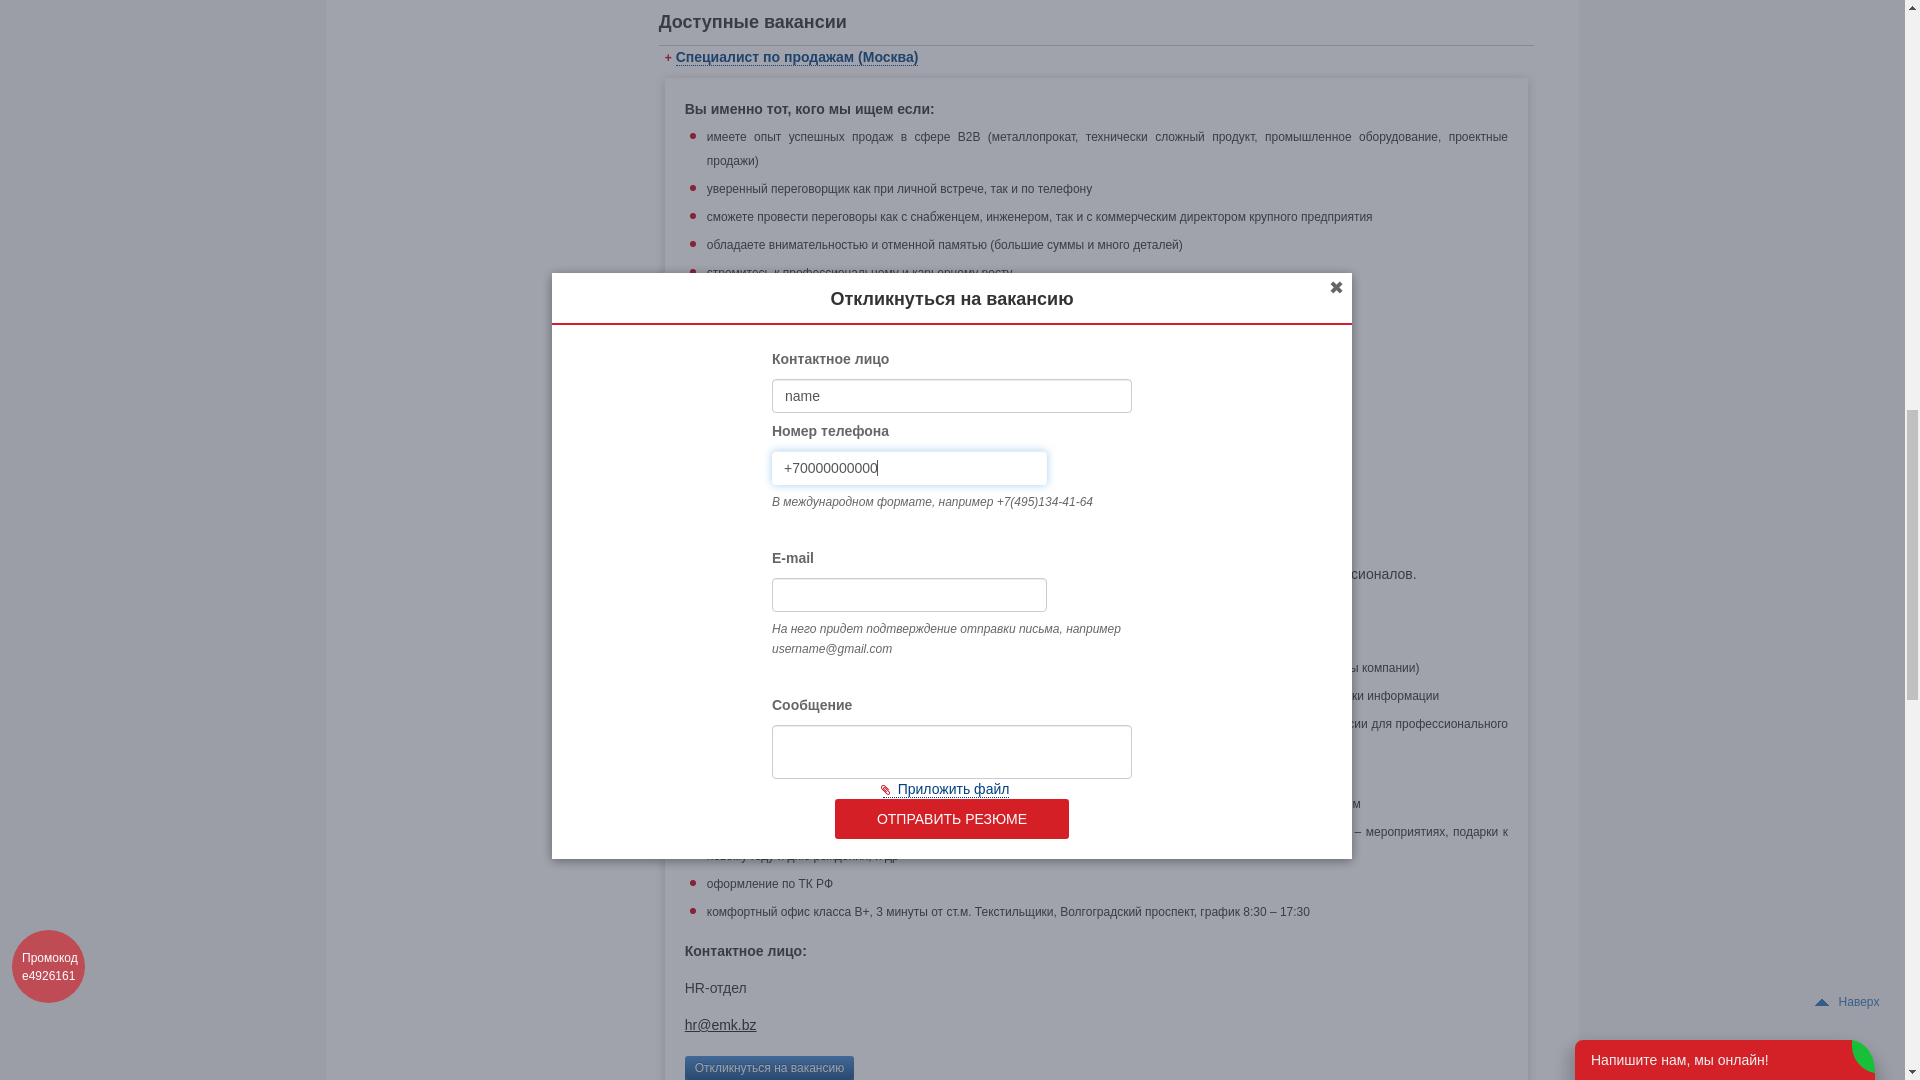 Доступные вакансии
+ Специалист по продажам (Москва)
Вы именно тот, кого мы ищем если:
имеете опыт успешных продаж в сфере B2B (металлопрокат, технически сложный продукт, промышленное оборудование, проектные
продажи)
уверенный переговорщик как при личной встрече, так и по телефону
сможете провести переговоры как с снабженцем, инженером, так и с коммерческим директором крупного предприятия
обладаете внимательностью и отменной памятью (большие суммы и много деталей)
стремитесь к профессиональному и карьерному росту
Откликнуться на вакансию
✖
Контактное лицо
name
Номер телефона
+70000000000
В международном формате, например +7(495)134-41-64
E-mail
сионалов.
На него придет подтверждение отправки письма, например
username@gmail.com
ы компании)
ки информации
Сообщение
сии для профессионального
Приложить файл
м
ОТПРАВИТЬ РЕЗЮМЕ
– мероприятиях, подарки к
оформление по ТК РФ
комфортный офис класса В+, 3 минуты от ст.м. Текстильщики, Волгоградский проспект, график 8:30 – 17:30
Контактное лицо:
HR-отдел
hr@emk.bz
Откликнуться на вакансию
Промокод
e4926161
Наверх
Напишите нам, мы онлайн!